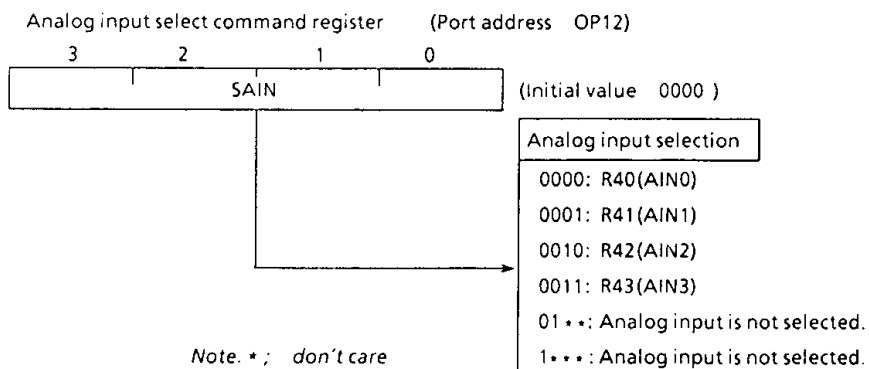 Analog input select command register (Port address OP12)
3 2 1 0
SAIN (Initial value 0000 )
Analog input selection
0000: R40(AIN0)
0001: R41(AIN1)
0010: R42(AIN2)
0011: R43(AIN3)
01**: Analog input is not selected.
Note. *; don't care
1***: Analog input is not selected.